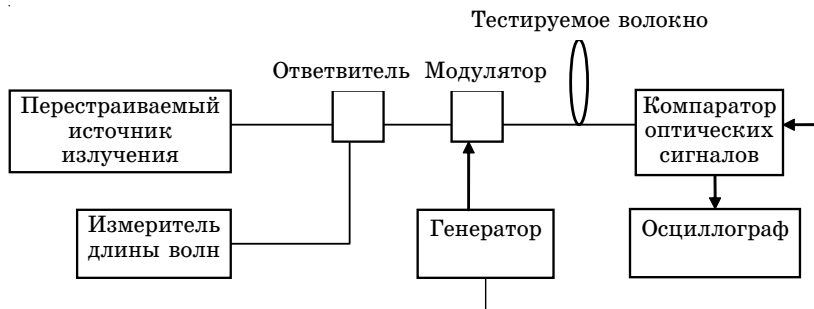 Тестируемое волокно
Ответвитель
Модулятор
Перестраиваемый
источник
излучения
Компаратор
оптических
сигналов
Измеритель
длины волн
Генератор
Осциллограф